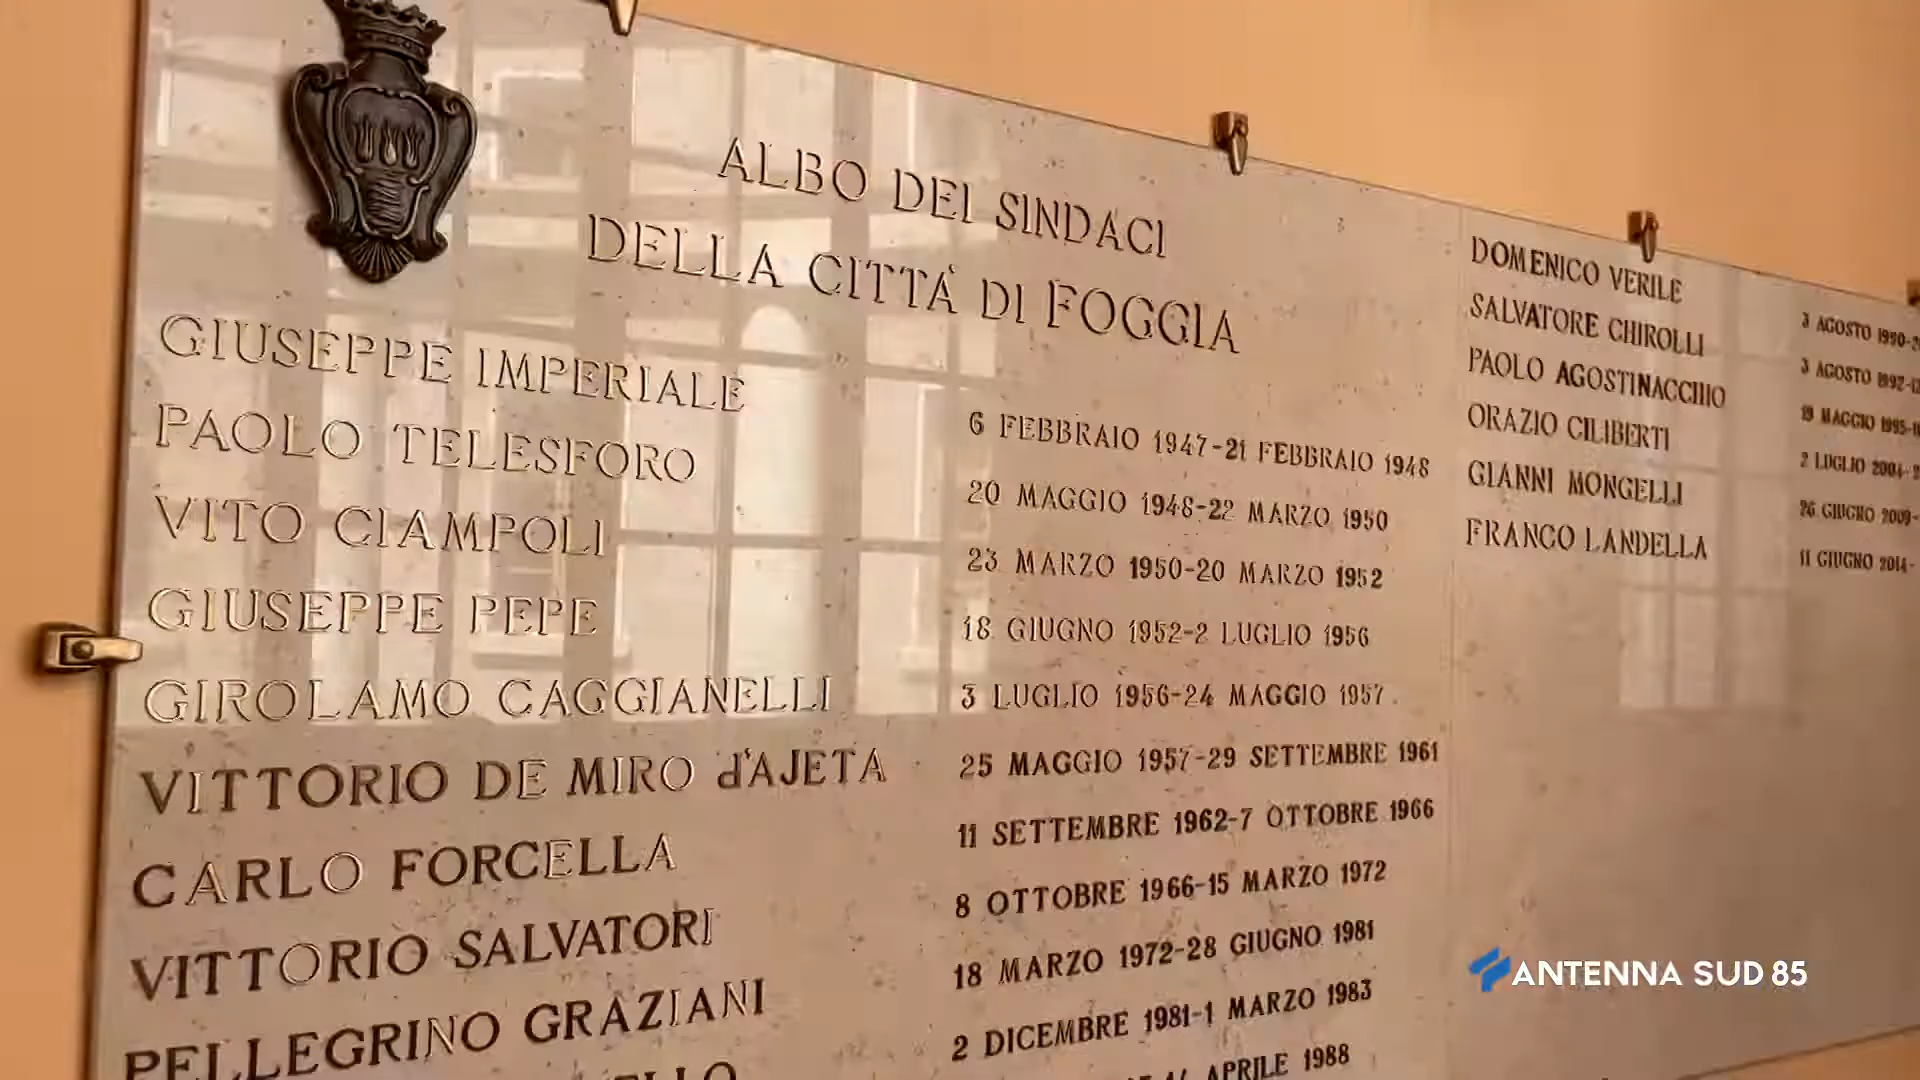 ALBO DEI SINDACI
DELLA CITTÁ DI FOGGIA
GIUSEPPE IMPERIALE 6 FEBBRAIO 1947-21 FEBBRAIO 1948
PAOLO TELESFORO 20 MAGGIO 1948-22 MARZO 1950
VITO CIAMPOLI 23 MARZO 1950-20 MARZO 1952
GIUSEPPE PEPE 18 GIUGNO 1952-2 LUGLIO 1956
GIROLAMO CAGGIANELLI 3 LUGLIO 1956-24 MAGGIO 1957
VITTORIO DE MIRO d'AJETA 25 MAGGIO 1957-29 SETTEMBRE 1961
CARLO FORCELLA 11 SETTEMBRE 1962-7 OTTOBRE 1966
VITTORIO SALVATORI 8 OTTOBRE 1966-15 MARZO 1972
PELLEGRINO GRAZIANI 18 MARZO 1972-28 GIUGNO 1981
2 DICEMBRE 1981-1 MARZO 1983
APRILE 1988
DOMENICO VERILE 3 AGOSTO 1990-
SALVATORE CHIROLLI 3 AGOSTO 1992-
PAOLO AGOSTINACCHIO 19 MAGGIO 1995-
ORAZIO CILIBERTI 2 LUGLIO 2004-
GIANNI MONGELLI 26 GIUGNO 2009-
FRANCO LANDELLA 11 GIUGNO 2014-
ANTENNA SUD 85